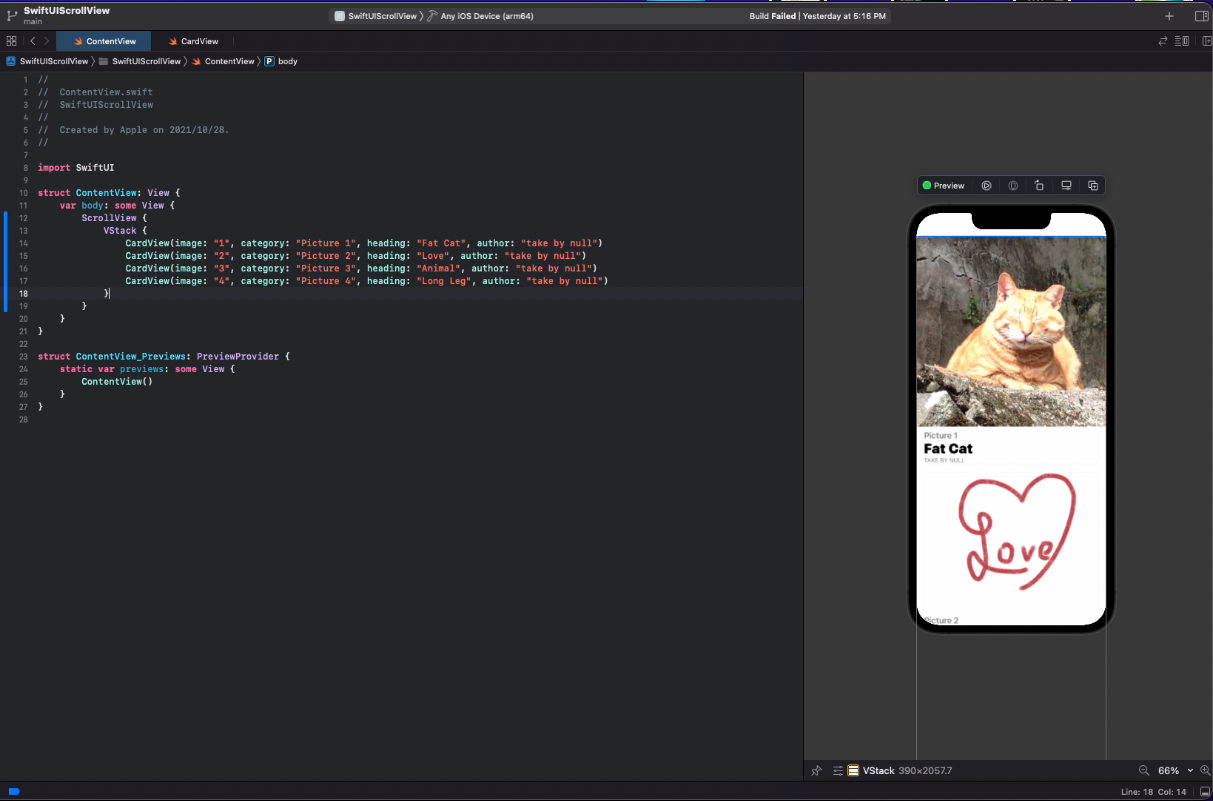 SwiftUIScrollView
main
SwiftUIScrollView 〉 Any iOS Device (arm64)
Build Failed | Yesterday at 5:16 PM
ContentView
CardView
SwiftUIScrollView 〉 SwiftUIScrollView 〉 ContentView 〉 P body
1 //
2 //  ContentView.swift
3 //  SwiftUIScrollView
4 //
5 //  Created by Apple on 2021/10/28.
6 //
7
8 import SwiftUI
9
10 struct ContentView: View {
11     var body: some View {
12         ScrollView {
13             VStack {
14                 CardView(image: "1", category: "Picture 1", heading: "Fat Cat", author: "take by null")
15                 CardView(image: "2", category: "Picture 2", heading: "Love", author: "take by null")
16                 CardView(image: "3", category: "Picture 3", heading: "Animal", author: "take by null")
17                 CardView(image: "4", category: "Picture 4", heading: "Long Leg", author: "take by null")
18             }
19         }
20     }
21 }
22
23 struct ContentView_Previews: PreviewProvider {
24     static var previews: some View {
25         ContentView()
26     }
27 }
28
Preview
Picture 1
Fat Cat
TAKE BY NULL
Love
Picture 2
VStack 390×2057.7
66%
Line: 18 Col: 14